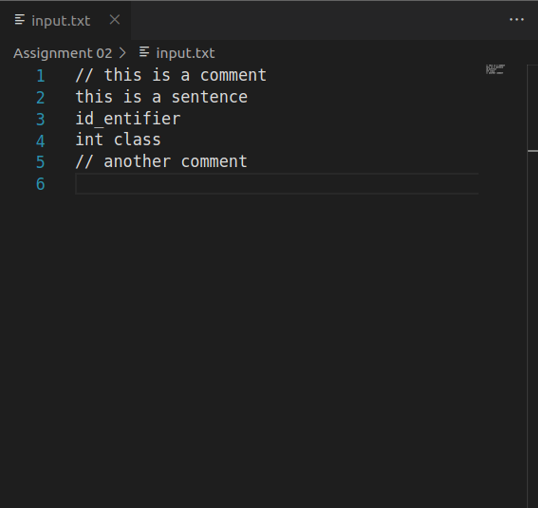 input.txt
Assignment 02 > input.txt
1 // this is a comment
2 this is a sentence
3 id_entifier
4 int class
5 // another comment
6